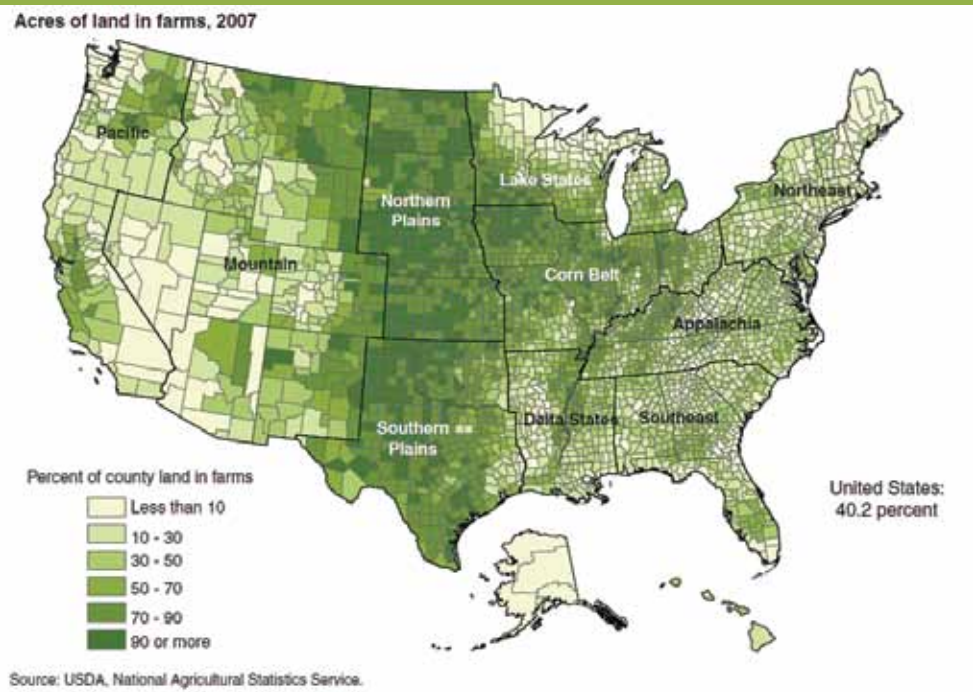 Acres of land in farms, 2007
Pacific
Northern
Plains
Lake States
Northeast
Mountain
Corn Belt
Appalachia
Southern
Plains
Delta States
Southeast
Percent of county land in farms
Less than 10
10 - 30
30 - 50
50 - 70
70 - 90
90 or more
United States:
40.2 percent
Source: USDA, National Agricultural Statistics Service.